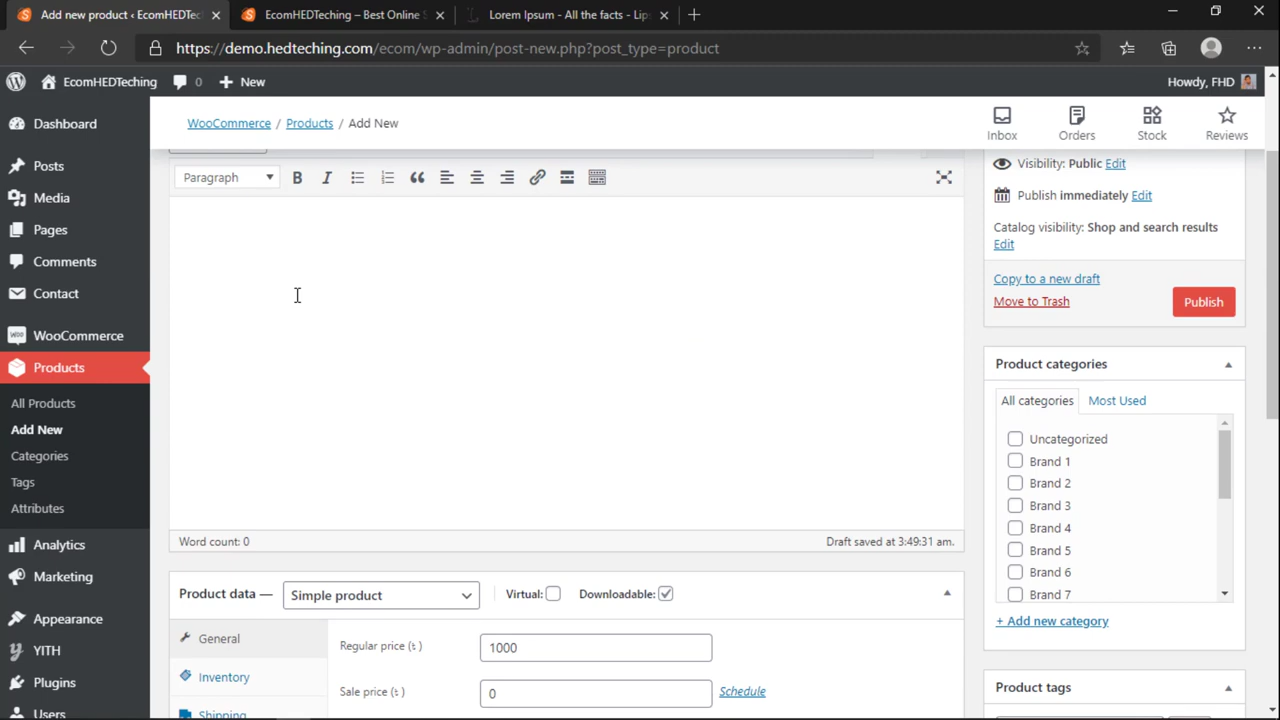 Add new product ‹ EcomHEDTec
EcomHEDTeching – Best Online S
Lorem Ipsum - All the facts - Lips
https://demo.hedteching.com/ecom/wp-admin/post-new.php?post_type=product
EcomHEDTeching
0
New
Howdy, FHD
WooCommerce / Products / Add New
Inbox
Orders
Stock
Reviews
Dashboard
Posts
Media
Pages
Comments
Contact
WooCommerce
Products
All Products
Add New
Categories
Tags
Attributes
Analytics
Marketing
Appearance
YITH
Plugins
Users
Paragraph
B
I
Word count: 0
Draft saved at 3:49:31 am.
Product data —
Simple product
Virtual:
Downloadable:
General
Inventory
Shipping
Regular price (৳ )
1000
Sale price (৳ )
0
Schedule
Visibility: Public Edit
Publish immediately Edit
Catalog visibility: Shop and search results
Edit
Copy to a new draft
Move to Trash
Publish
Product categories
All categories
Most Used
Uncategorized
Brand 1
Brand 2
Brand 3
Brand 4
Brand 5
Brand 6
Brand 7
+ Add new category
Product tags